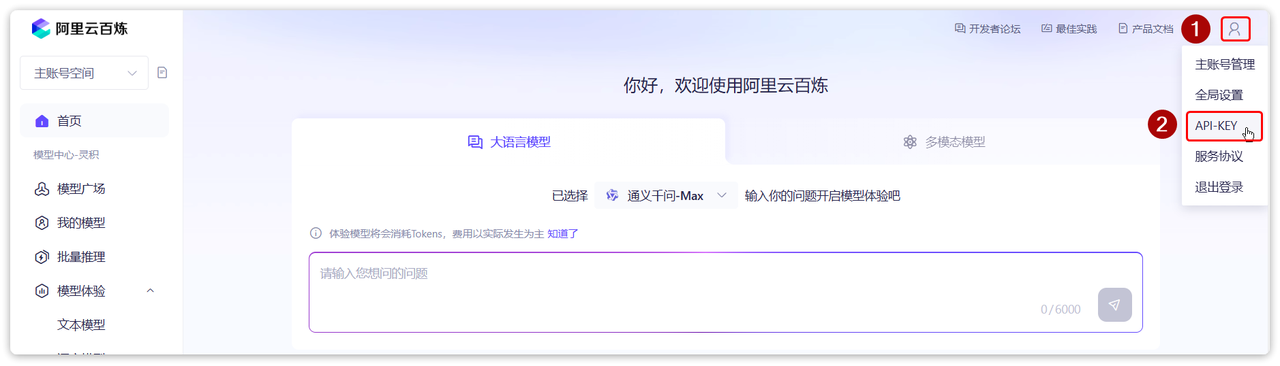 阿里云百炼
开发者论坛 最佳实践 产品文档 1
主账号空间
主账号管理
全局设置
2 API-KEY
服务协议
退出登录
你好，欢迎使用阿里云百炼
首页
模型中心-灵积
模型广场
我的模型
批量推理
模型体验
文本模型
大语言模型 多模态模型
已选择 通义千问-Max 输入你的问题开启模型体验吧
体验模型将会消耗Tokens，费用以实际发生为主 知道了
请输入您想问的问题
0/6000